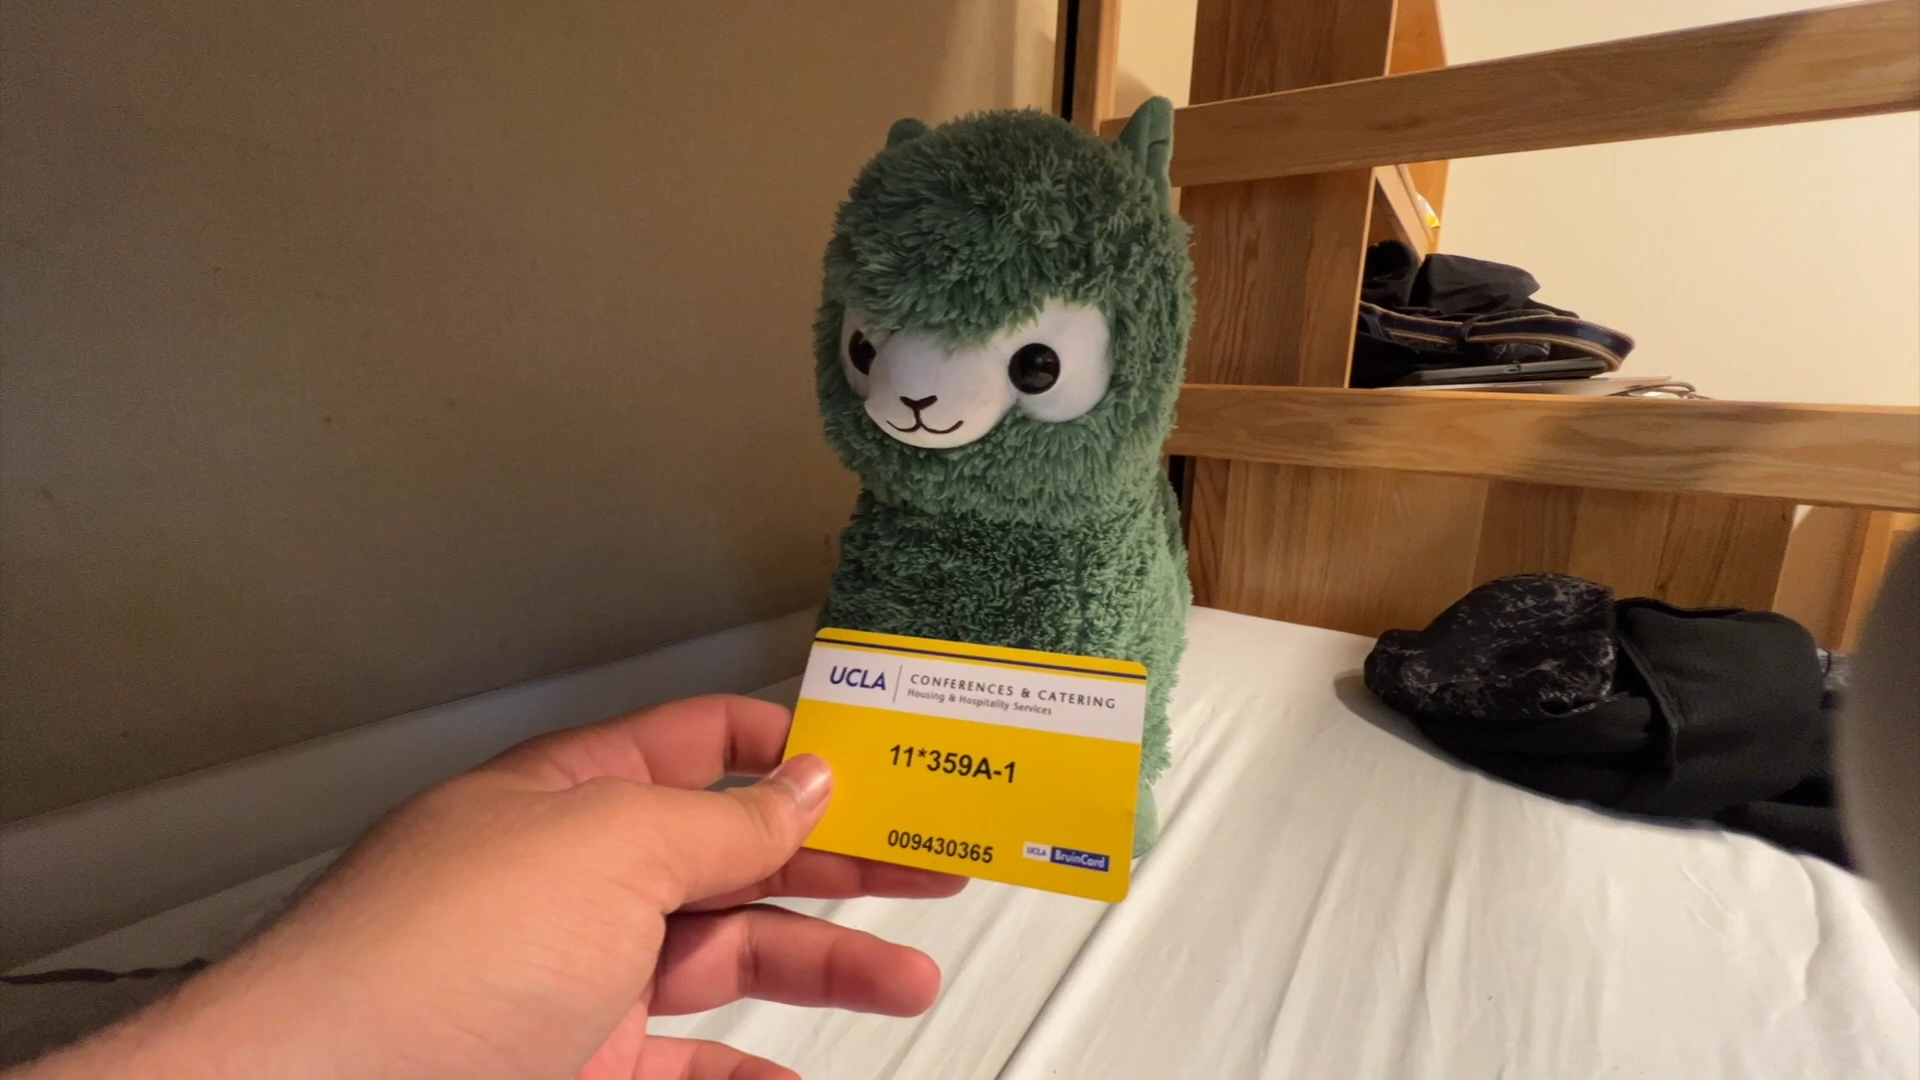 UCLA CONFERENCES & CATERING
Housing & Hospitality Services
11*359A-1
009430365
UCLA BruinCard